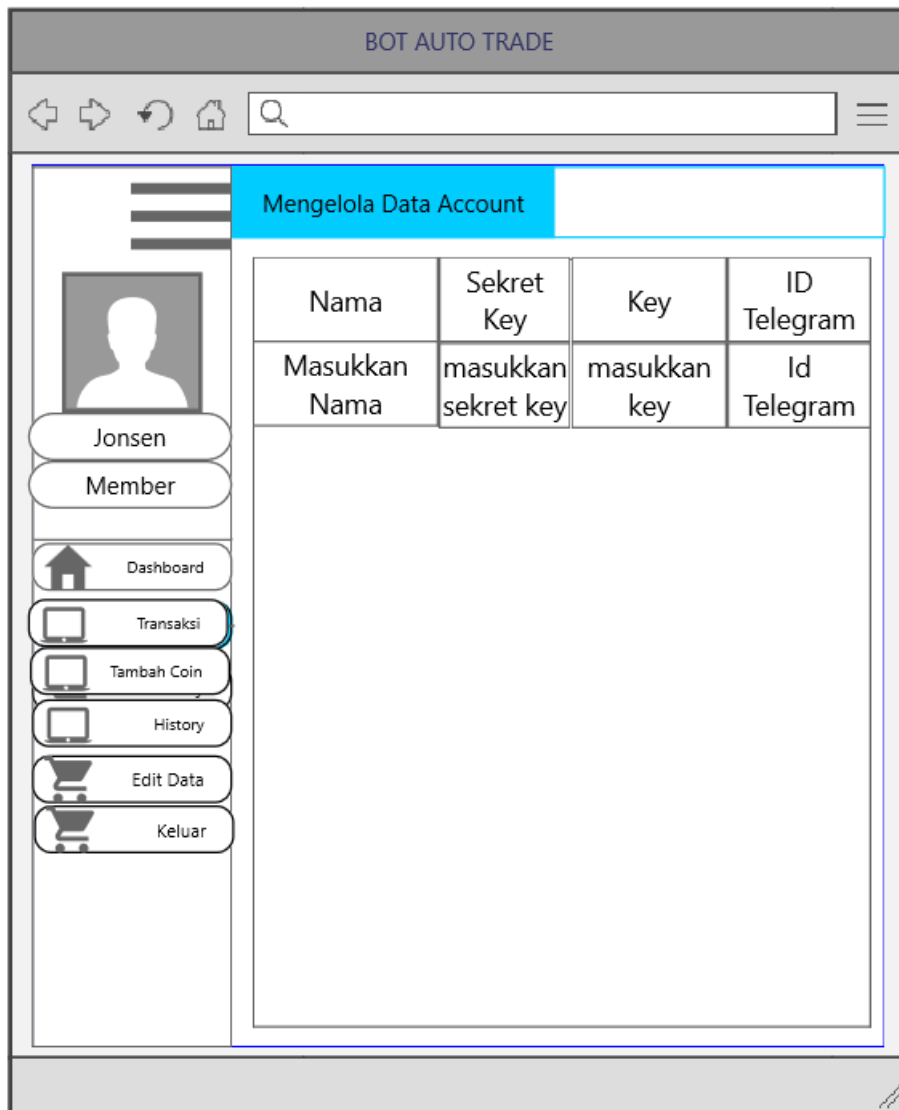 BOT AUTO TRADE
Mengelola Data Account
Jonsen
Member
Dashboard
Transaksi
Tambah Coin
History
Edit Data
Keluar
Nama
Sekret
Key
Key
ID
Telegram
Masukkan
Nama
masukkan
sekret key
masukkan
key
Id
Telegram